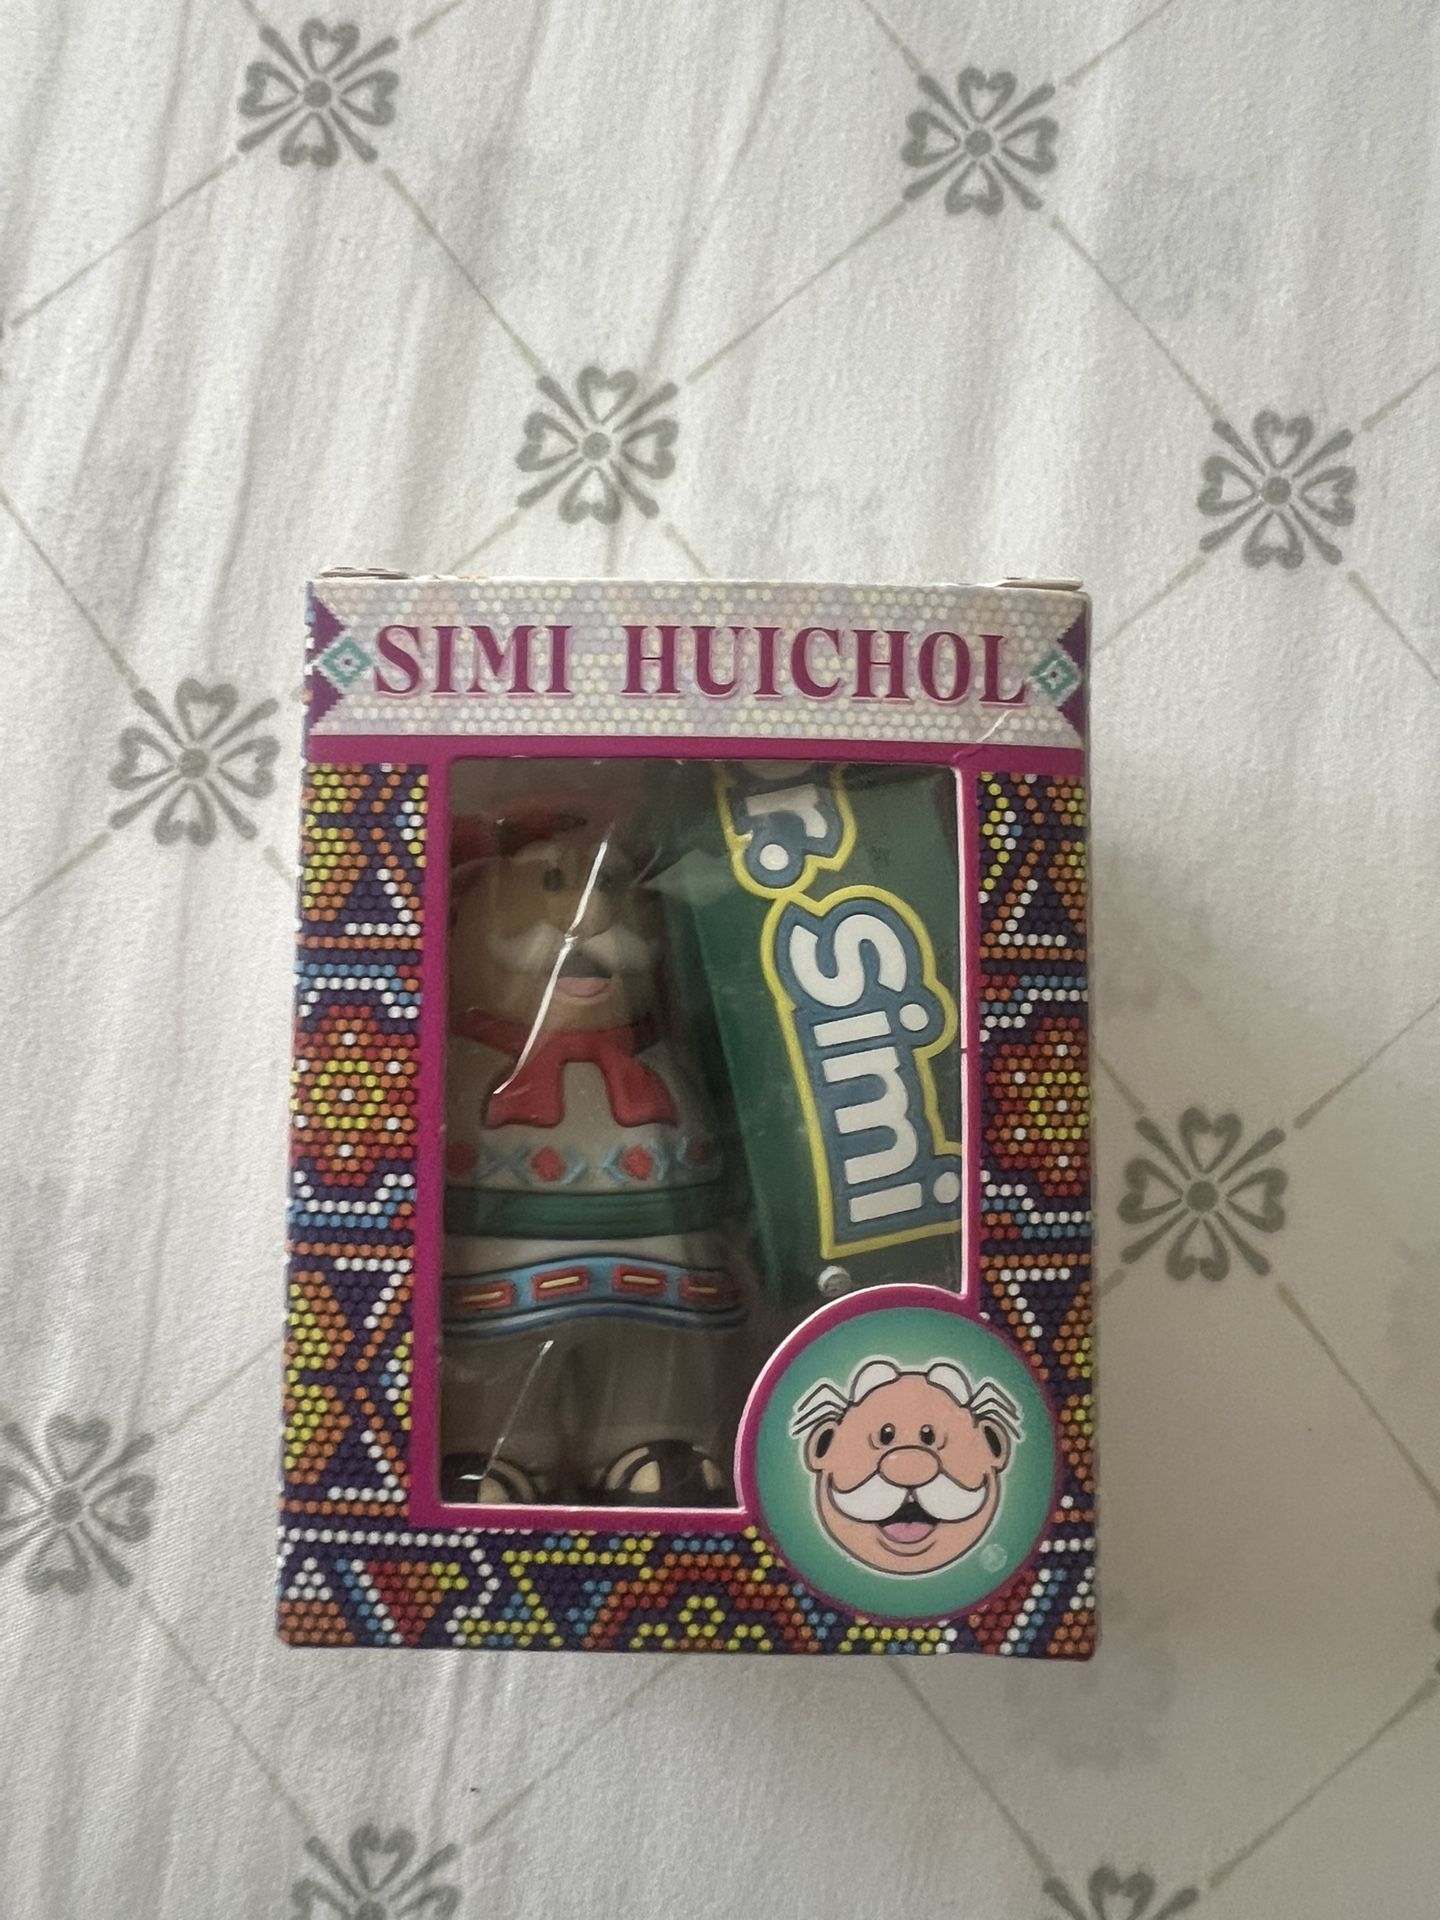 SIMI HUICHOL
r. Simi
®